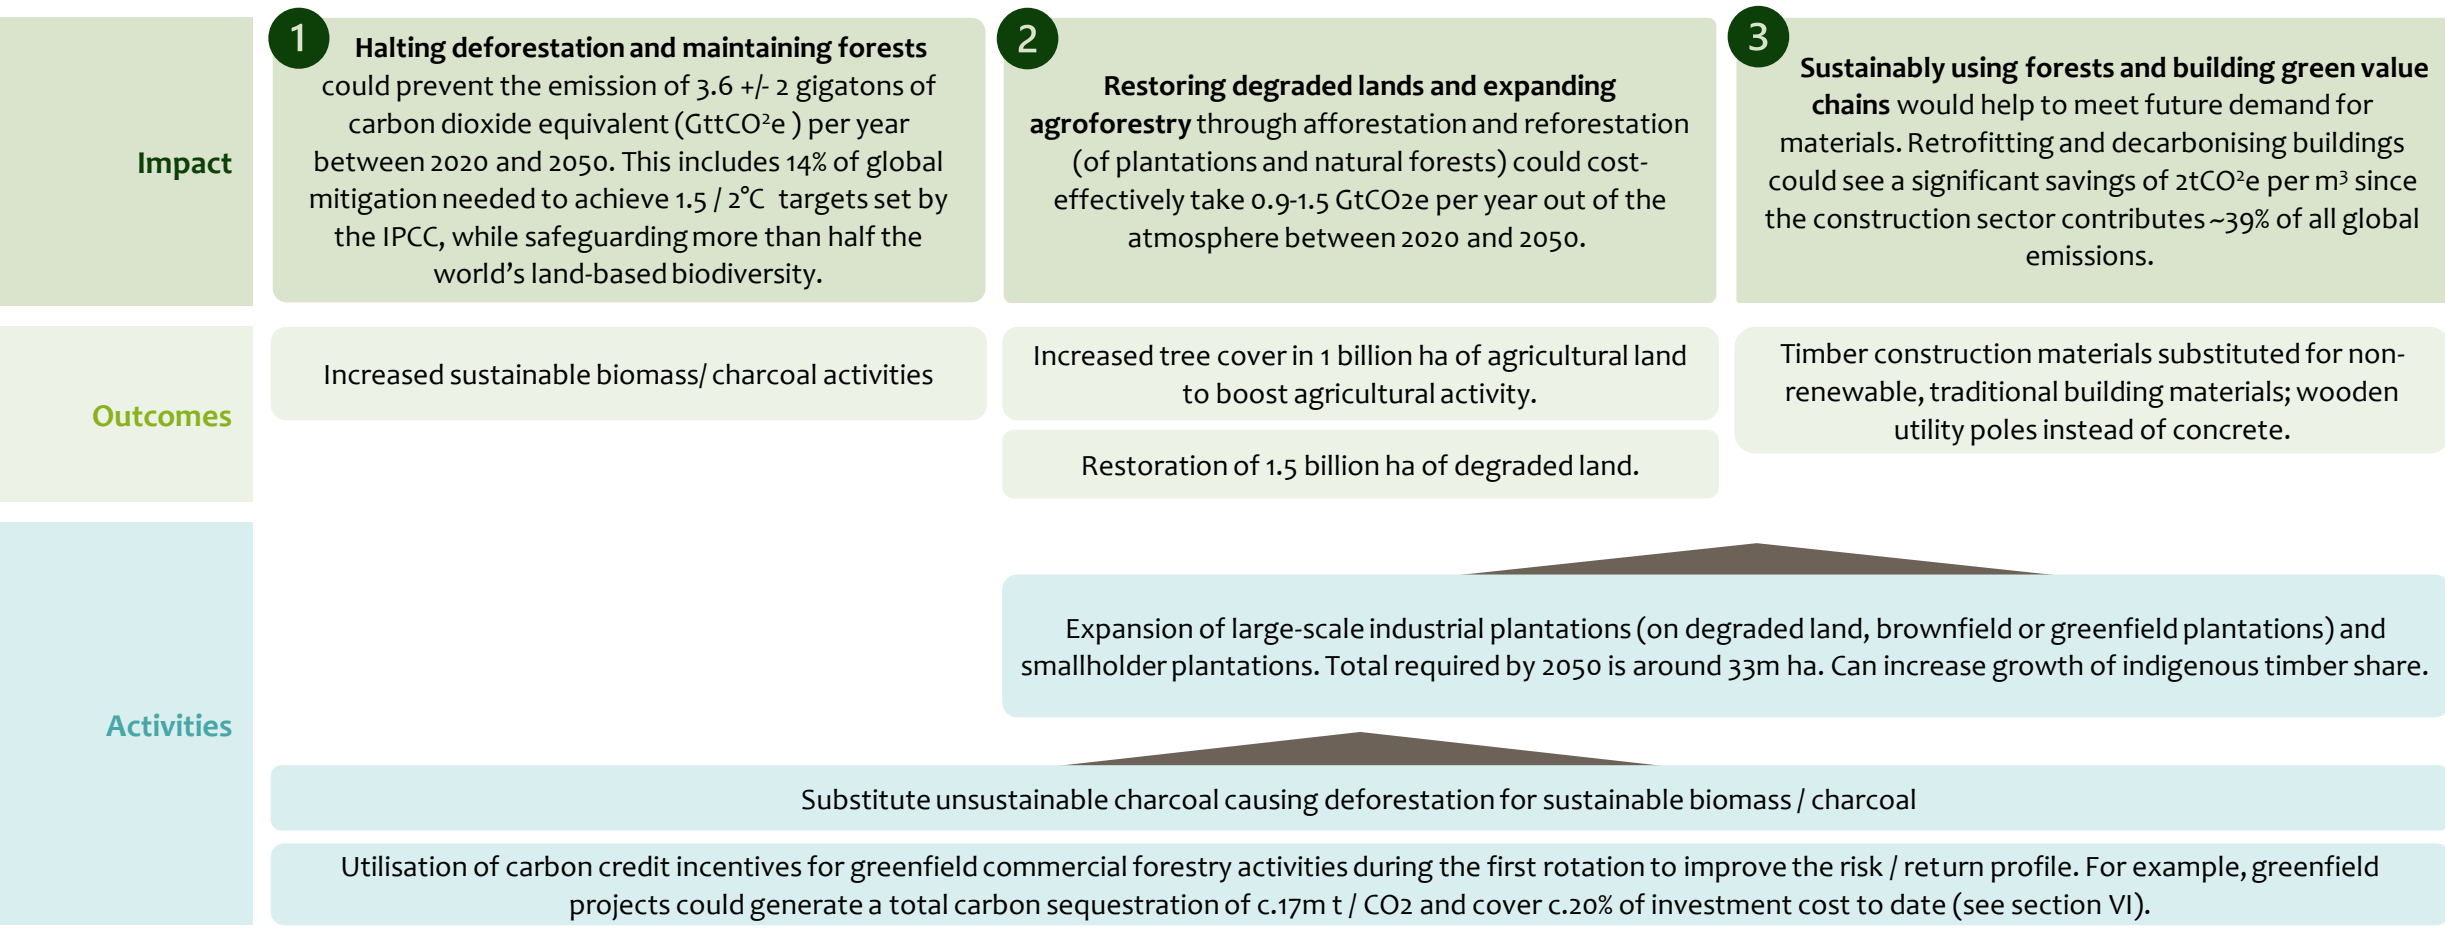 Impact
1
Halting deforestation and maintaining forests
could prevent the emission of 3.6 +/- 2 gigatons of
carbon dioxide equivalent (GttCO²e ) per year
between 2020 and 2050. This includes 14% of global
mitigation needed to achieve 1.5 / 2°C targets set by
the IPCC, while safeguarding more than half the
world's land-based biodiversity.
2
Restoring degraded lands and expanding
agroforestry through afforestation and reforestation
(of plantations and natural forests) could cost-
effectively take 0.9-1.5 GtCO2e per year out of the
atmosphere between 2020 and 2050.
3
Sustainably using forests and building green value
chains would help to meet future demand for
materials. Retrofitting and decarbonising buildings
could see a significant savings of 2tCO²e per m³ since
the construction sector contributes ~39% of all global
emissions.
Outcomes
Increased sustainable biomass/ charcoal activities
Increased tree cover in 1 billion ha of agricultural land
to boost agricultural activity.
Restoration of 1.5 billion ha of degraded land.
Timber construction materials substituted for non-
renewable, traditional building materials; wooden
utility poles instead of concrete.
Activities
Expansion of large-scale industrial plantations (on degraded land, brownfield or greenfield plantations) and
smallholder plantations. Total required by 2050 is around 33m ha. Can increase growth of indigenous timber share.
Substitute unsustainable charcoal causing deforestation for sustainable biomass / charcoal
Utilisation of carbon credit incentives for greenfield commercial forestry activities during the first rotation to improve the risk / return profile. For example, greenfield
projects could generate a total carbon sequestration of c.17m t / CO2 and cover c.20% of investment cost to date (see section VI).